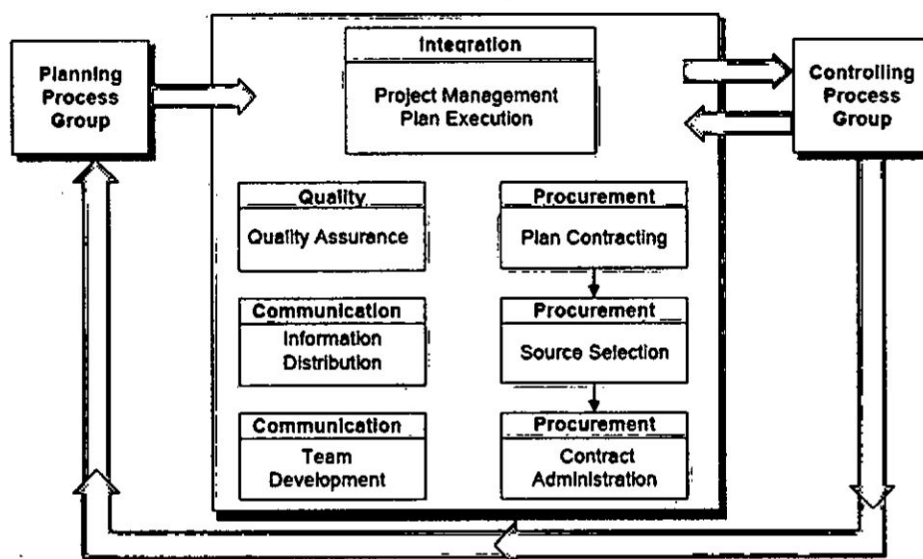 Planning
Process
Group
Integration
Project Management
Plan Execution
Controlling
Process
Group
Quality
Quality Assurance
Procurement
Plan Contracting
Communication
Information
Distribution
Procurement
Source Selection
Communication
Team
Development
Procurement
Contract
Administration